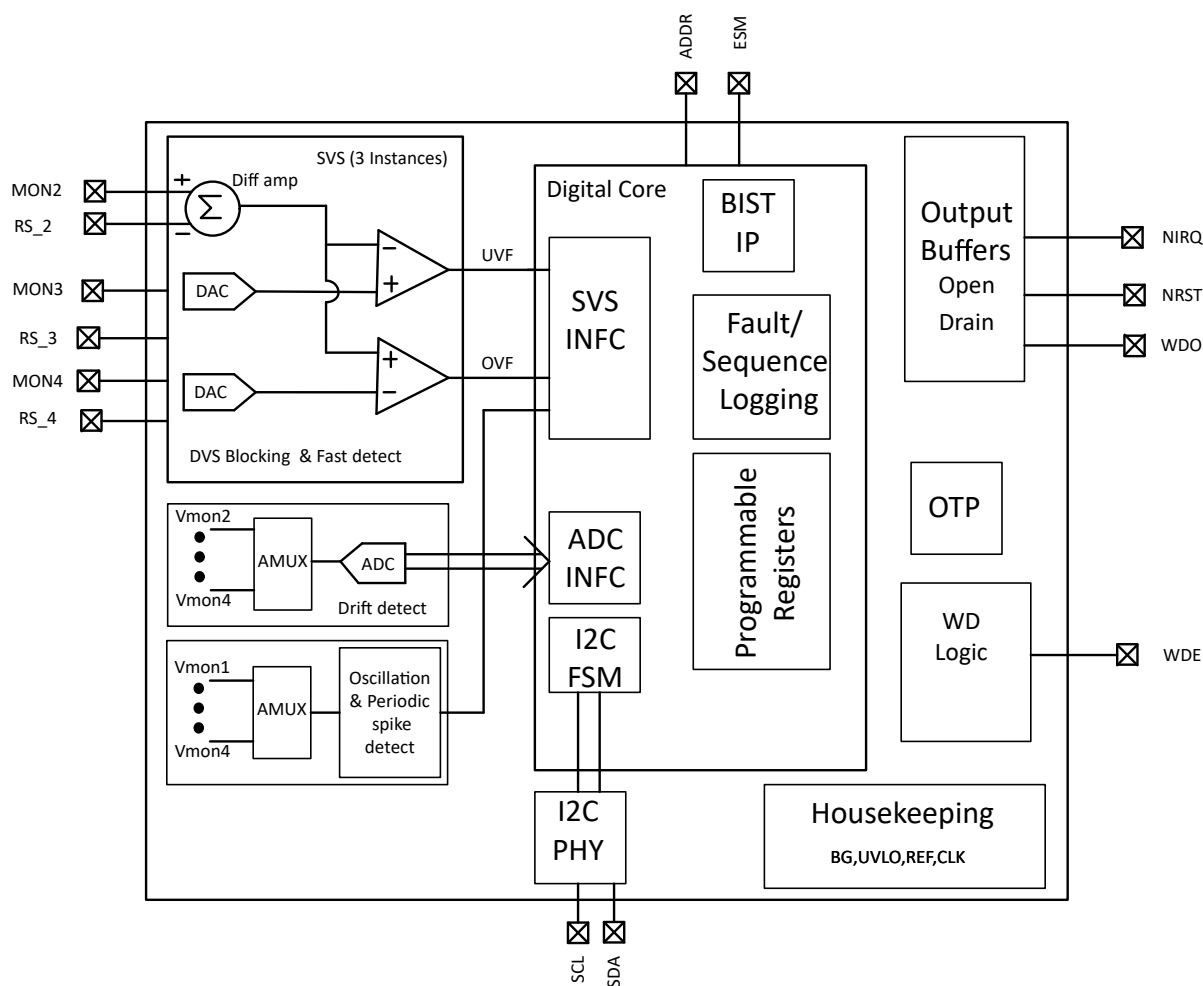 ADDR
ESM
SVS (3 Instances)
MON2
+
Diff amp
Σ
RS_2
−
MON3
DAC
−
+
UVF
RS_3
MON4
DAC
+
−
OVF
RS_4
DVS Blocking & Fast detect
Digital Core
BIST
IP
SVS
INFC
Fault/
Sequence
Logging
Programmable
Registers
ADC
INFC
I2C
FSM
Output
Buffers
Open
Drain
NIRQ
NRST
WDO
OTP
WD
Logic
WDE
Vmon2
AMUX
ADC
Vmon4
Drift detect
Vmon1
AMUX
Vmon4
Oscillation
& Periodic
spike
detect
I2C
PHY
Housekeeping
BG,UVLO,REF,CLK
SCL
SDA